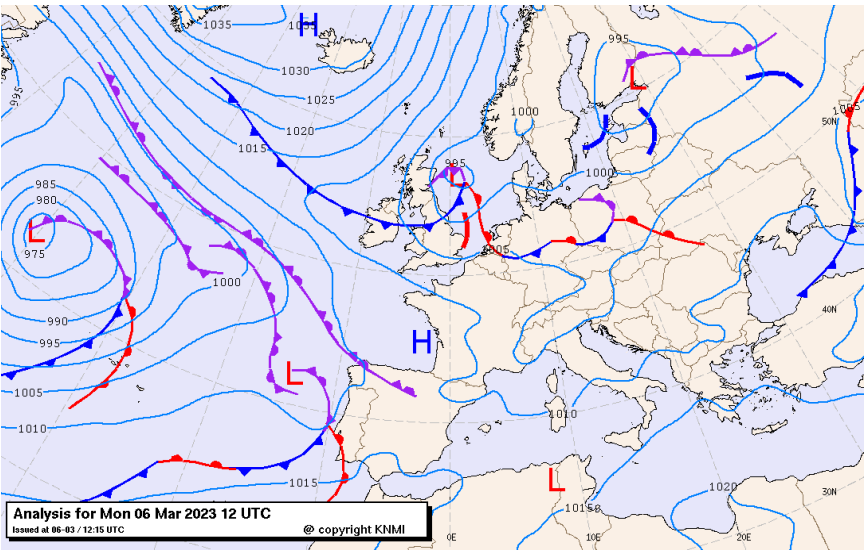 1035
H
1035
1030
1025
1020
1015
995
985
980
L
975
990
995
1005
1010
1000
L
H
995
L
1000
995
L
1000
1005
50N
40N
1010
1015
L
1015
1020
30N
0E
10E
20E
Analysis for Mon 06 Mar 2023 12 UTC
Issued at 06-03 / 12:15 UTC
@ copyright KNMI